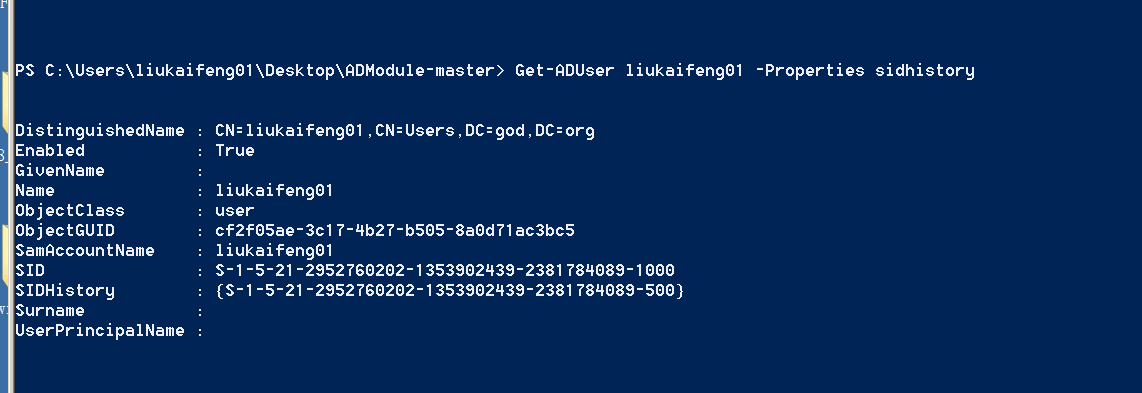 PS C:\Users\liukaifeng01\Desktop\ADModule-master> Get-ADUser liukaifeng01 -Properties sidhistory
DistinguishedName : CN=liukaifeng01,CN=Users,DC=god,DC=org
Enabled           : True
GivenName         :
Name              : liukaifeng01
ObjectClass       : user
ObjectGUID        : cf2f05ae-3c17-4b27-b505-8a0d71ac3bc5
SamAccountName    : liukaifeng01
SID               : S-1-5-21-2952760202-1353902439-2381784089-1000
SIDHistory        : {S-1-5-21-2952760202-1353902439-2381784089-500}
Surname           :
UserPrincipalName :